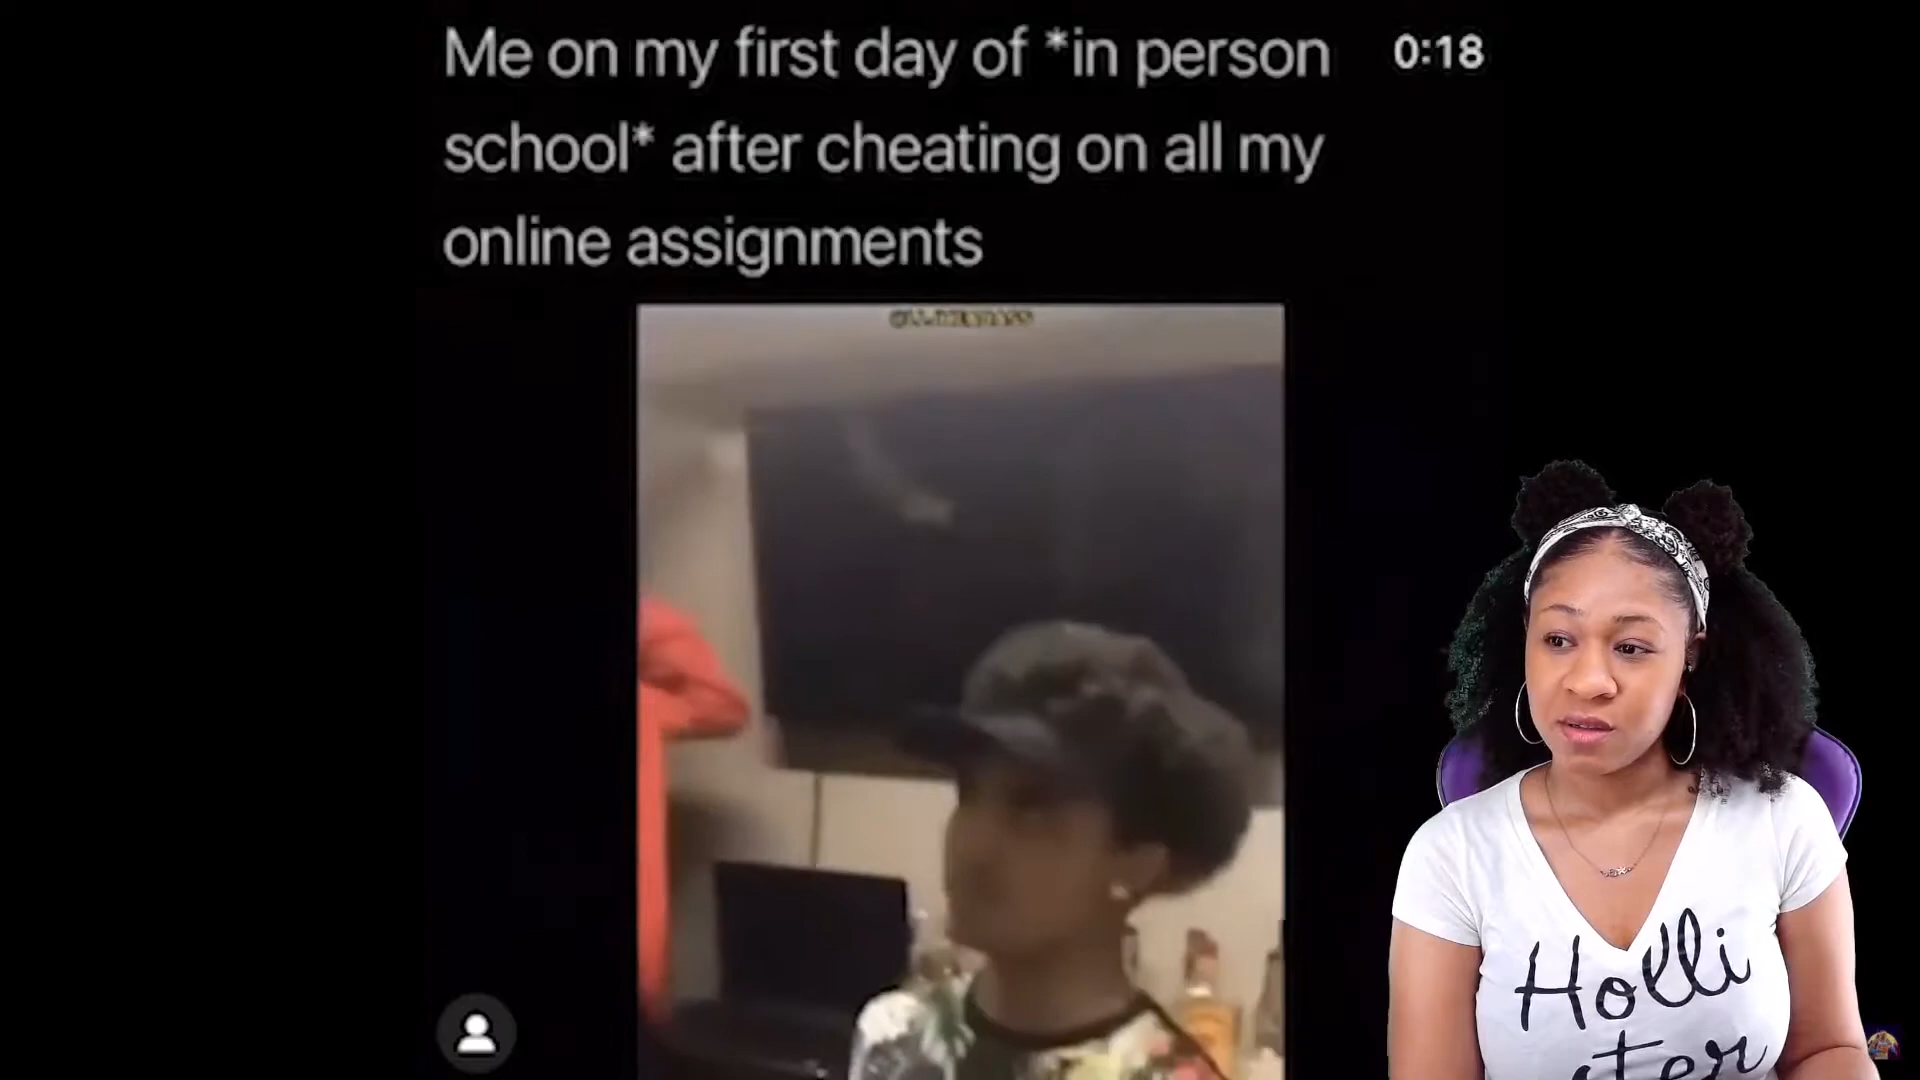 Me on my first day of *in person
0:18
school* after cheating on all my
online assignments
Holli
ster